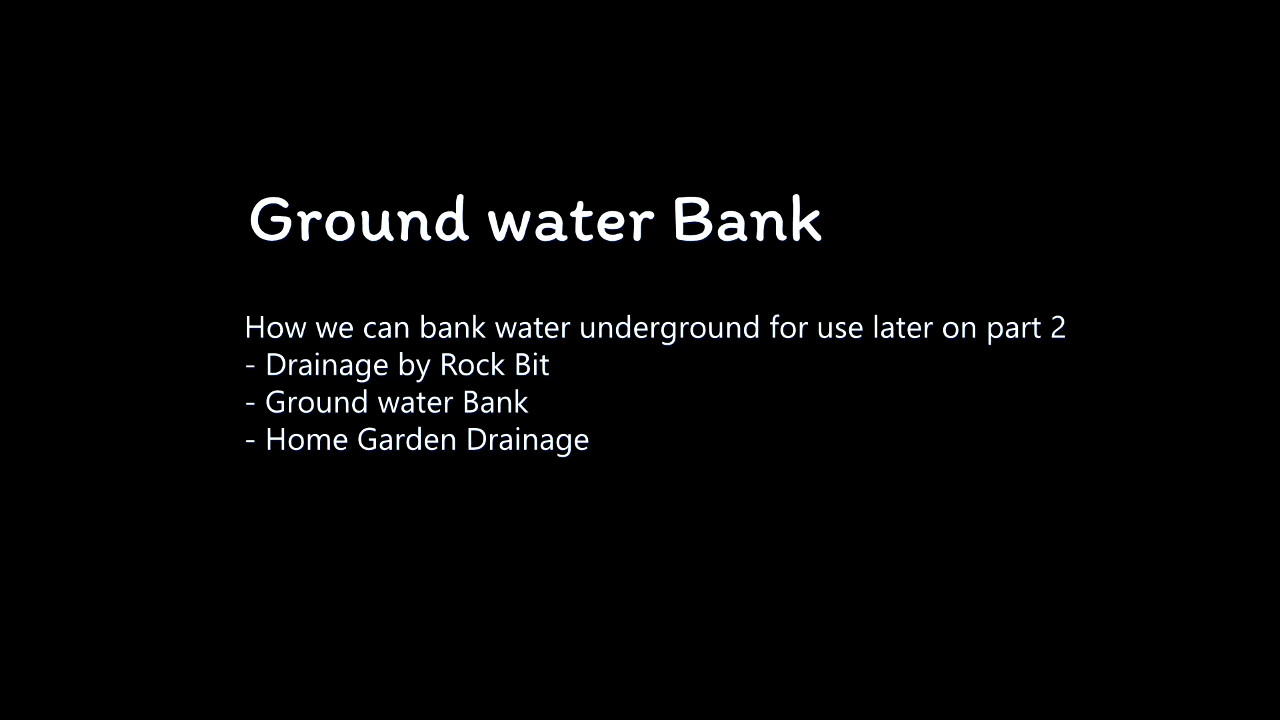 Ground water Bank
How we can bank water underground for use later on part 2
- Drainage by Rock Bit
- Ground water Bank
- Home Garden Drainage